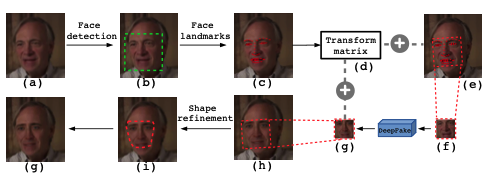 Face
detection
Face
landmarks
Transform
matrix
(a)
(b)
(c)
(d)
(e)
Shape
refinement
DeepFake
(g)
(i)
(h)
(g)
(f)